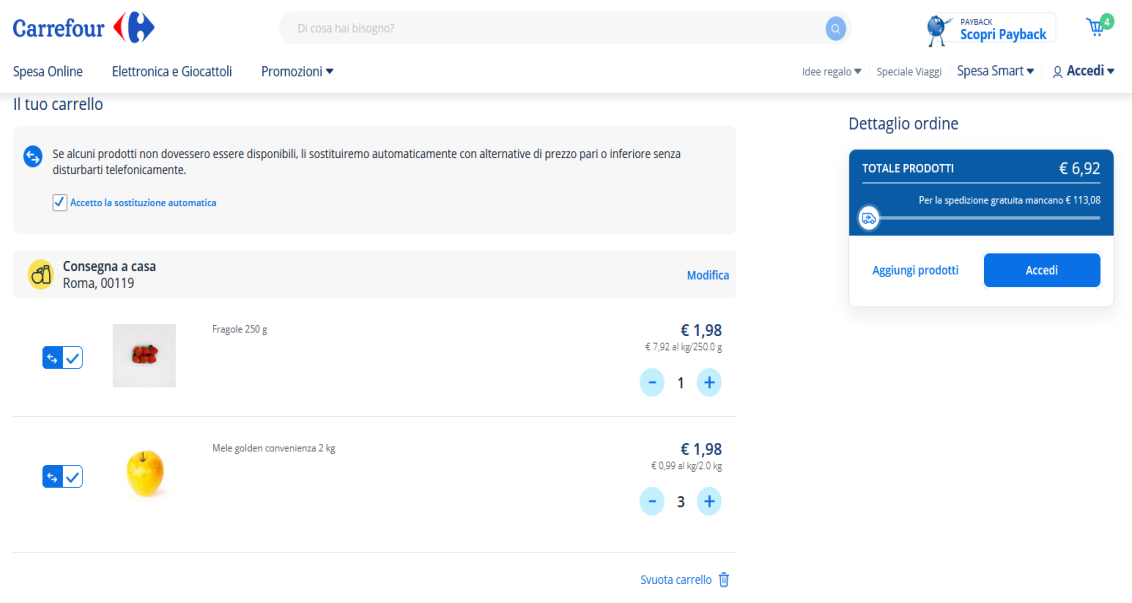 Carrefour
Di cosa hai bisogno?
PAYBACK
Scopri Payback
4
Spesa Online
Elettronica e Giocattoli
Promozioni
Idee regalo
Speciale Viaggi
Spesa Smart
Accedi
Il tuo carrello
Se alcuni prodotti non dovessero essere disponibili, li sostituiremo automaticamente con alternative di prezzo pari o inferiore senza
disturbarti telefonicamente.
Accetto la sostituzione automatica
Consegna a casa
Roma, 00119
Modifica
Fragole 250 g
€ 1,98
€ 7,92 al kg/250.0 g
1
Mele golden convenienza 2 kg
€ 1,98
€ 0,99 al kg/2.0 kg
3
Svuota carrello
Dettaglio ordine
TOTALE PRODOTTI
€ 6,92
Per la spedizione gratuita mancano € 113,08
Aggiungi prodotti
Accedi